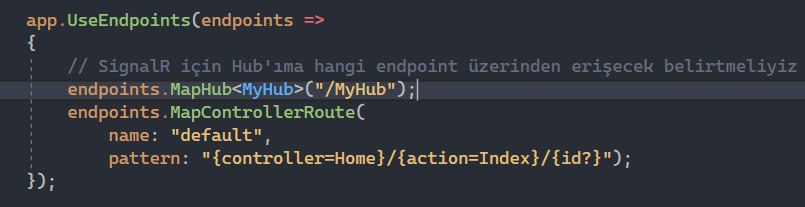 app.UseEndpoints(endpoints =>
{
    // SignalR için Hub'ıma hangi endpoint üzerinden erişecek belirtmeliyiz
    endpoints.MapHub<MyHub>("/MyHub");
    endpoints.MapControllerRoute(
        name: "default",
        pattern: "{controller=Home}/{action=Index}/{id?}");
});